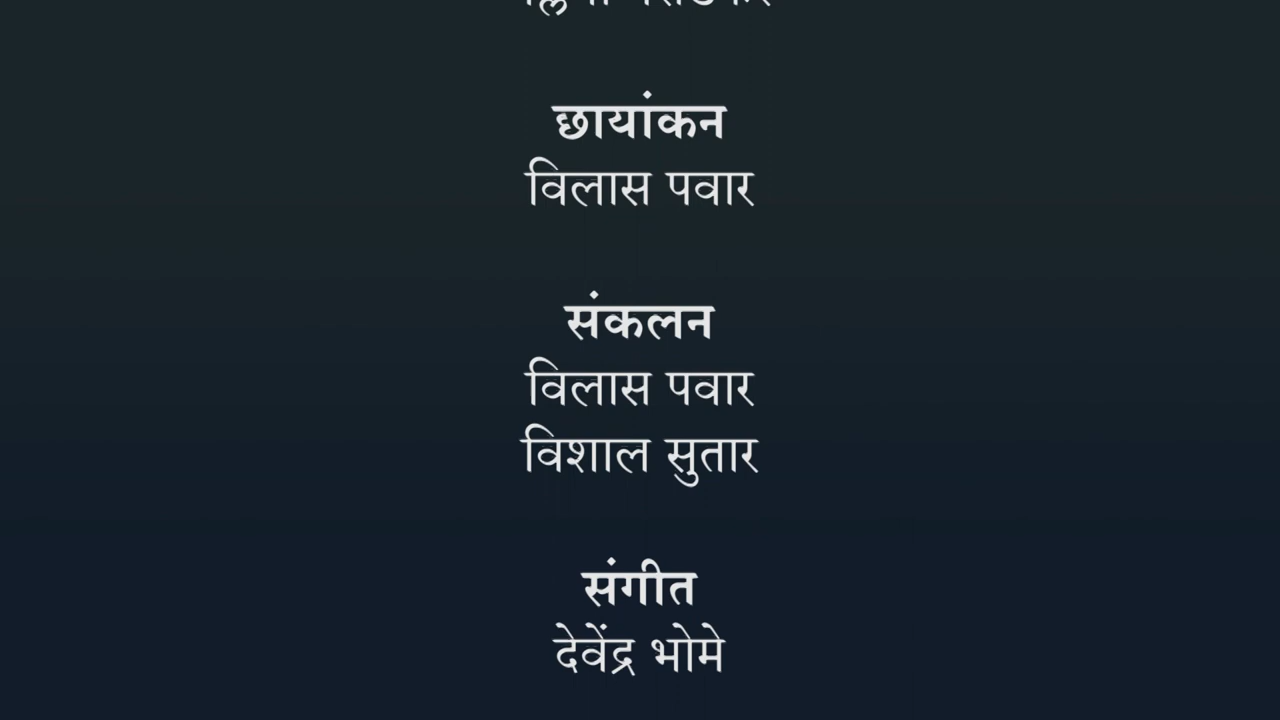 छायांकन
विलास पवार
संकलन
विलास पवार
विशाल सुतार
संगीत
देवेंद्र भोमे